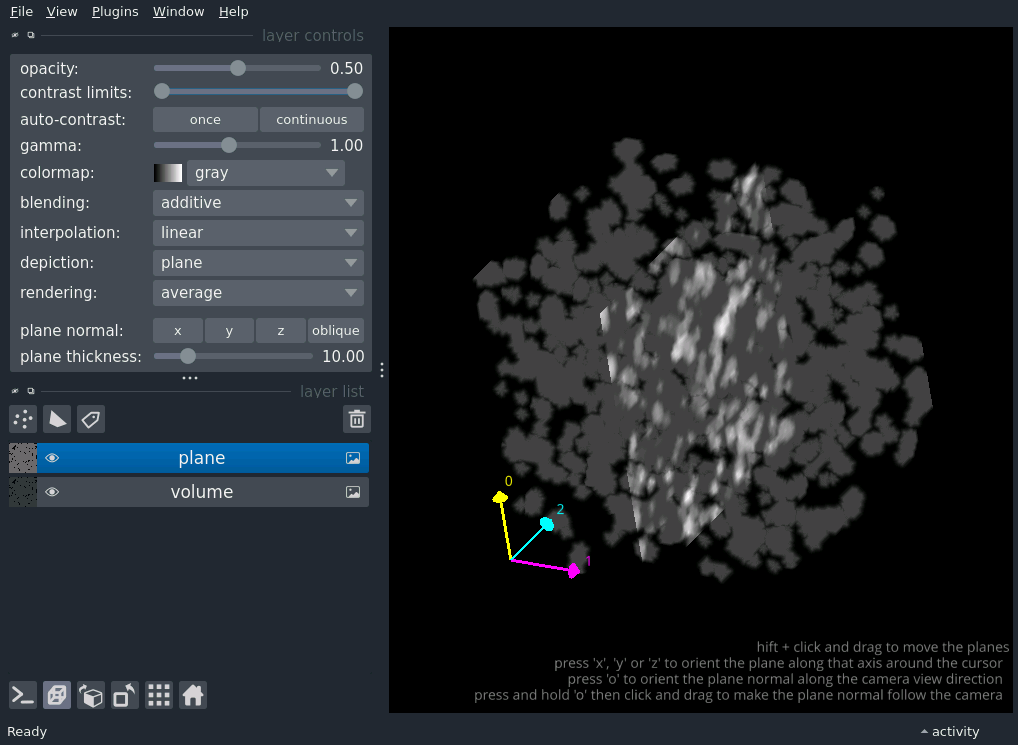 File View Plugins Window Help
layer controls
opacity: 0.50
contrast limits:
auto-contrast: once continuous
gamma: 1.00
colormap: gray
blending: additive
interpolation: linear
depiction: plane
rendering: average
plane normal: x y z oblique
plane thickness: 10.00
layer list
plane
volume
0
2
1
hift + click and drag to move the planes
press 'x', 'y' or 'z' to orient the plane along that axis around the cursor
press 'o' to orient the plane normal along the camera view direction
press and hold 'o' then click and drag to make the plane normal follow the camera
Ready activity